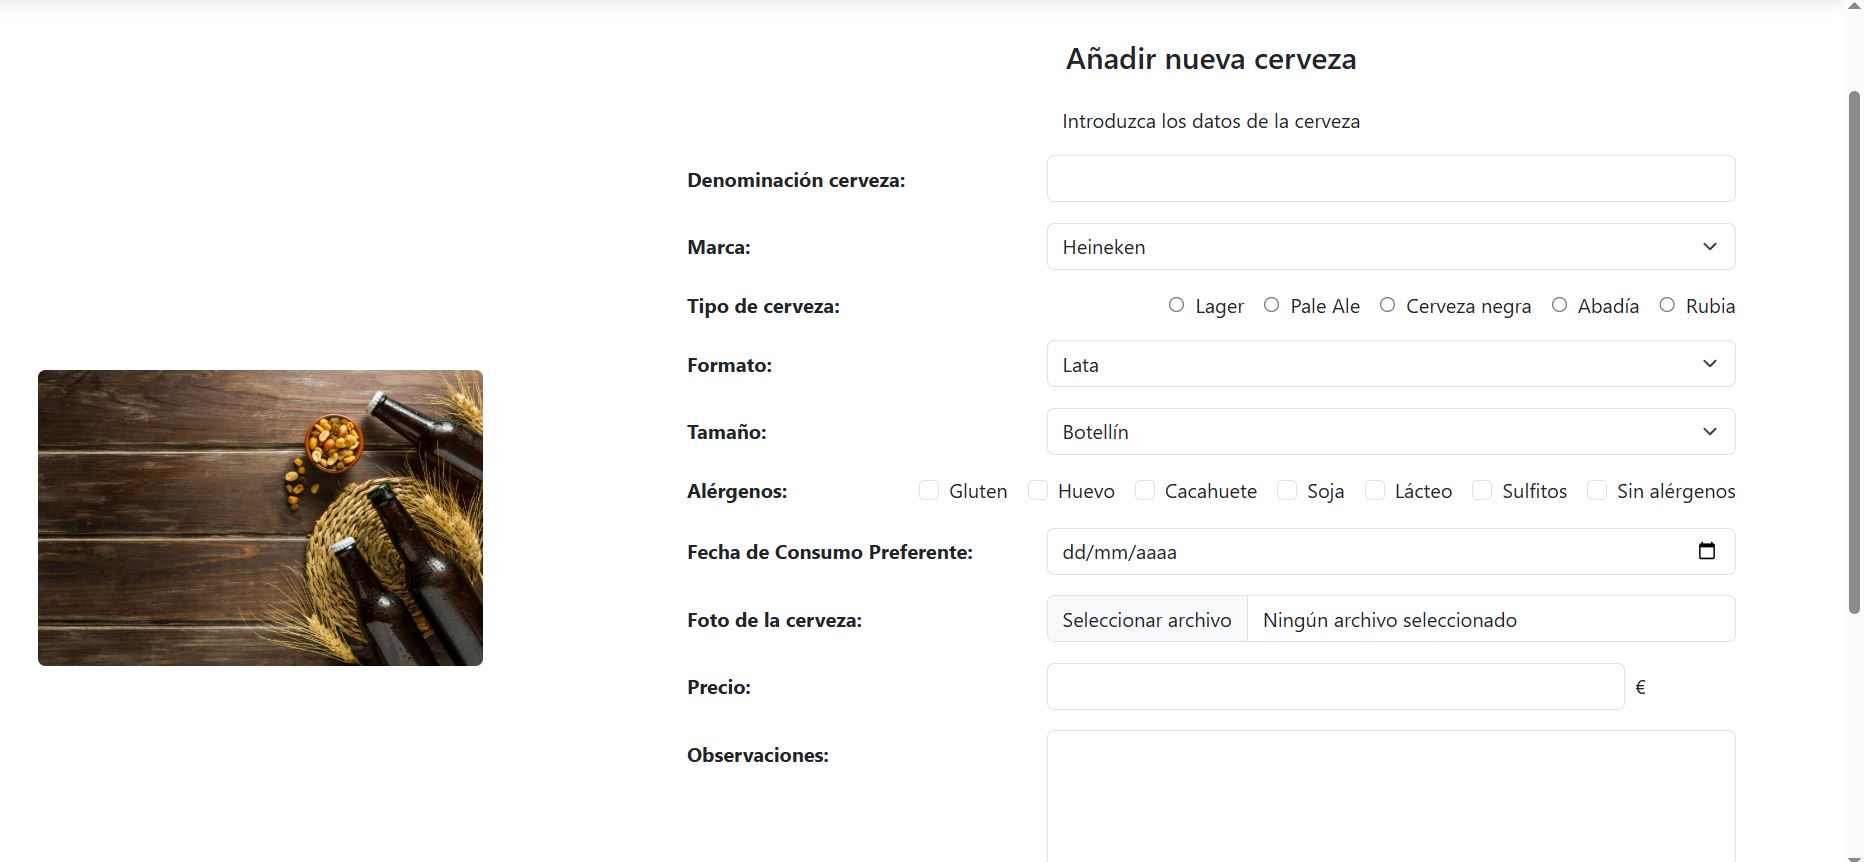 Añadir nueva cerveza
Introduzca los datos de la cerveza
Denominación cerveza:
Marca: Heineken
Tipo de cerveza: Lager Pale Ale Cerveza negra Abadía Rubia
Formato: Lata
Tamaño: Botellín
Alérgenos: Gluten Huevo Cacahuete Soja Lácteo Sulfitos Sin alérgenos
Fecha de Consumo Preferente: dd/mm/aaaa
Foto de la cerveza: Seleccionar archivo Ningún archivo seleccionado
Precio: €
Observaciones: